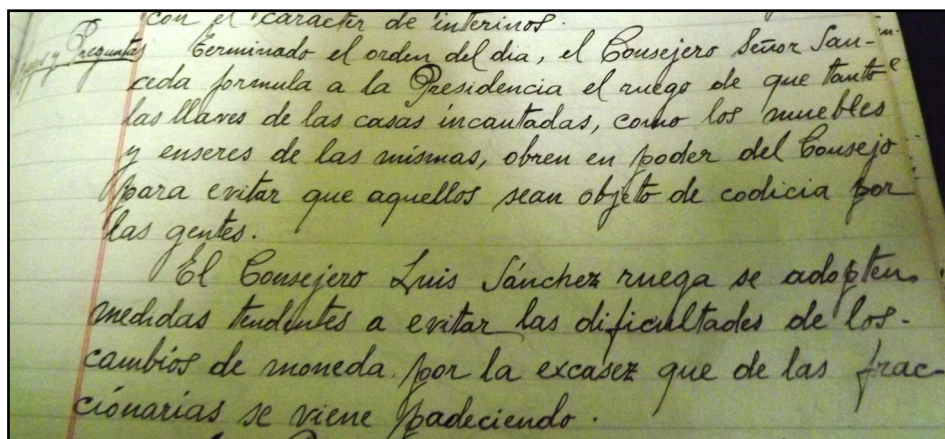 con el caracter de interinos.
y Preguntas
Terminado el orden del dia, el Consejero Señor San-
ceda formula a la Presidencia el ruego de que tanto
las llaves de las casas incautadas, como los muebles
y enseres de las mismas, obren en poder del Consejo
para evitar que aquellos sean objeto de codicia por
las gentes.
El Consejero Luis Sánchez ruega se adopten
medidas tendentes a evitar las dificultades de los
cambios de moneda por la excasez que de las frac-
cionarias se viene padeciendo.